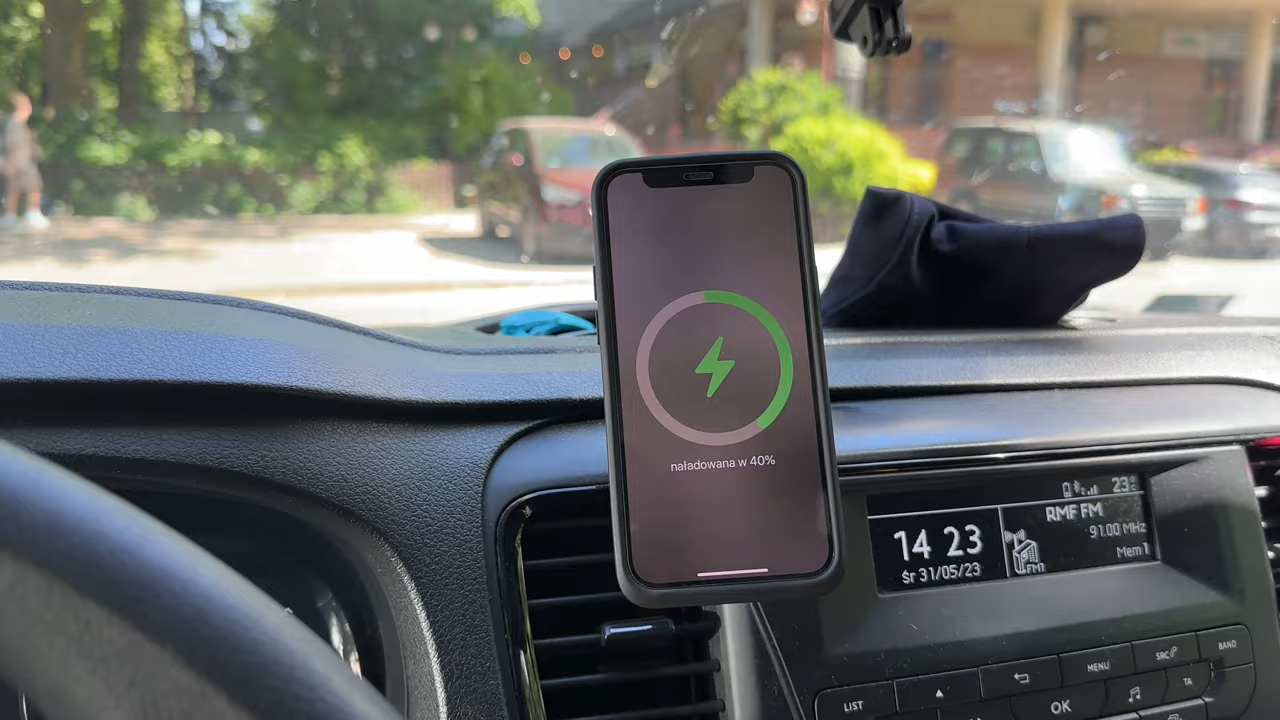 naładowana w 40%
23°C
14 23
Śr 31/05/23
RMF FM
91.00 MHz
Mem 1
FM1
BAND
SRC
MENU
TA
OK
LIST